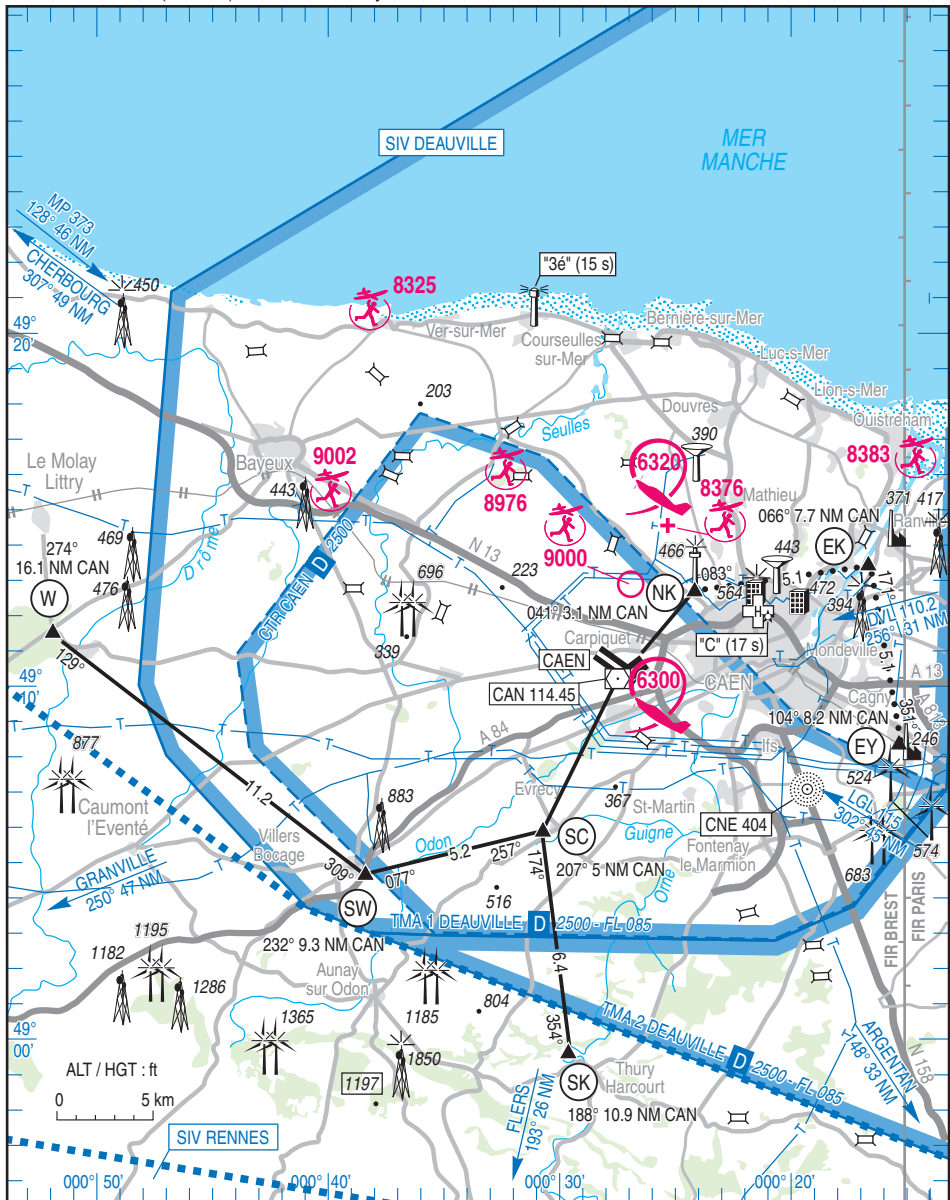 SIV DEAUVILLE
MER
MANCHE
MP 373
128° 46 NM
CHERBOURG
307° 49 NM
450
8325
"3é" (15 s)
49°
20'
Ver-sur-Mer
Courseulles
sur-Mer
Bernière-sur-Mer
Luc-s-Mer
Lion-s-Mer
Ouistreham
203
Douvres
Seulles
390
Le Molay
Littry
Bayeux
9002
8976
6320
8376
8383
443
Mathieu
371
417
Ranville
066° 7.7 NM CAN
274°
16.1 NM CAN
469
Drôme
CTR CAEN D 2500
N 13
9000
466
443
EK
476
696
223
NK
083°
564
5.1
472
394
171°
W
041° 3.1 NM CAN
DVL 110.2
256° 31 NM
129°
339
Carpiquet
"C" (17 s)
Mondeville
5.1
CAEN
A 13
49°
10'
CAN 114.45
6300
CAEN
Cagny
351°
A 813
246
A 84
104° 8.2 NM CAN
877
Ifs
EY
524
11.2
Evrecy
367
St-Martin
LGL 115
302° 45 NM
Caumont
l'Eventé
883
Villers
Bocage
Odon
SC
Guigne
CNE 404
574
5.2
257°
174°
207° 5 NM CAN
Fontenay
le Marmion
GRANVILLE
250° 47 NM
309°
077°
Orne
683
516
SW
TMA 1 DEAUVILLE D 2500 - FL 085
FIR BREST
FIR PARIS
232° 9.3 NM CAN
1195
1182
1286
Aunay
sur Odon
6.4
1185
804
1365
49°
00'
TMA 2 DEAUVILLE D 2500 - FL 085
1850
354°
ARGENTAN
148° 33 NM
N 158
ALT / HGT : ft
0 5 km
1197
SK
Thury
Harcourt
188° 10.9 NM CAN
FLERS
193° 26 NM
SIV RENNES
000° 50'
000° 40'
000° 30'
000° 20'